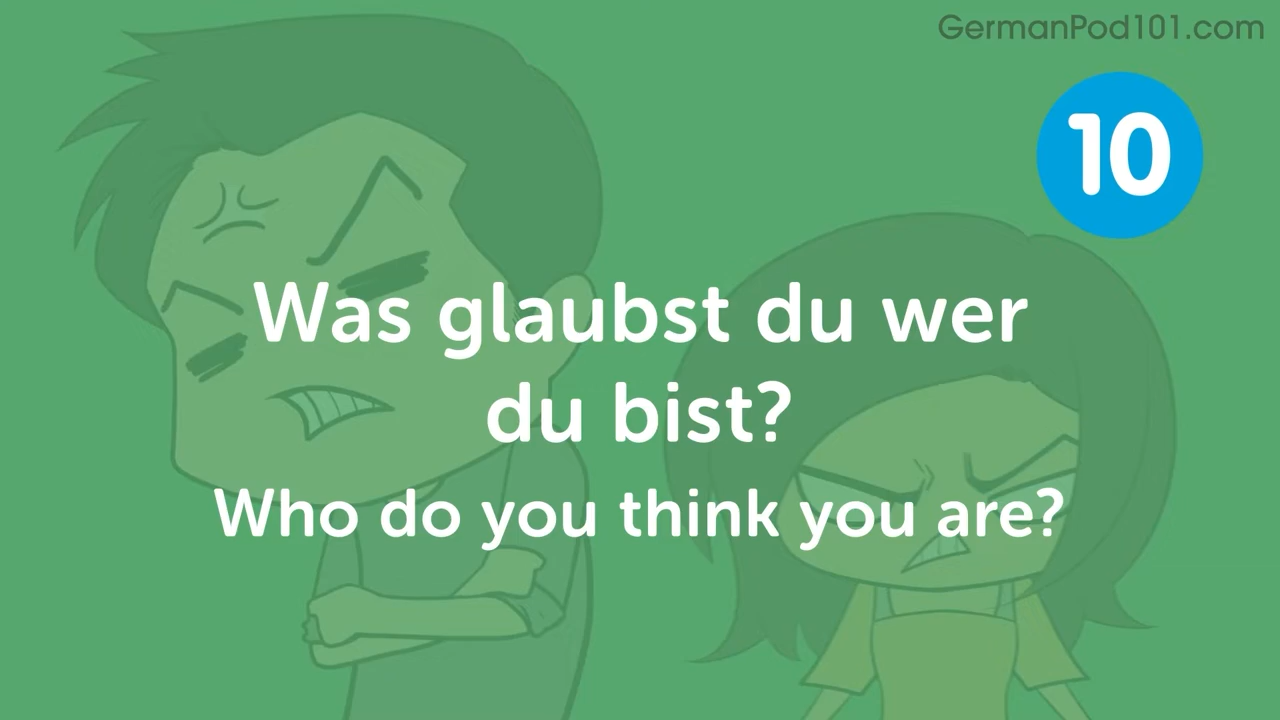 GermanPod101.com
10
Was glaubst du wer
du bist?
Who do you think you are?